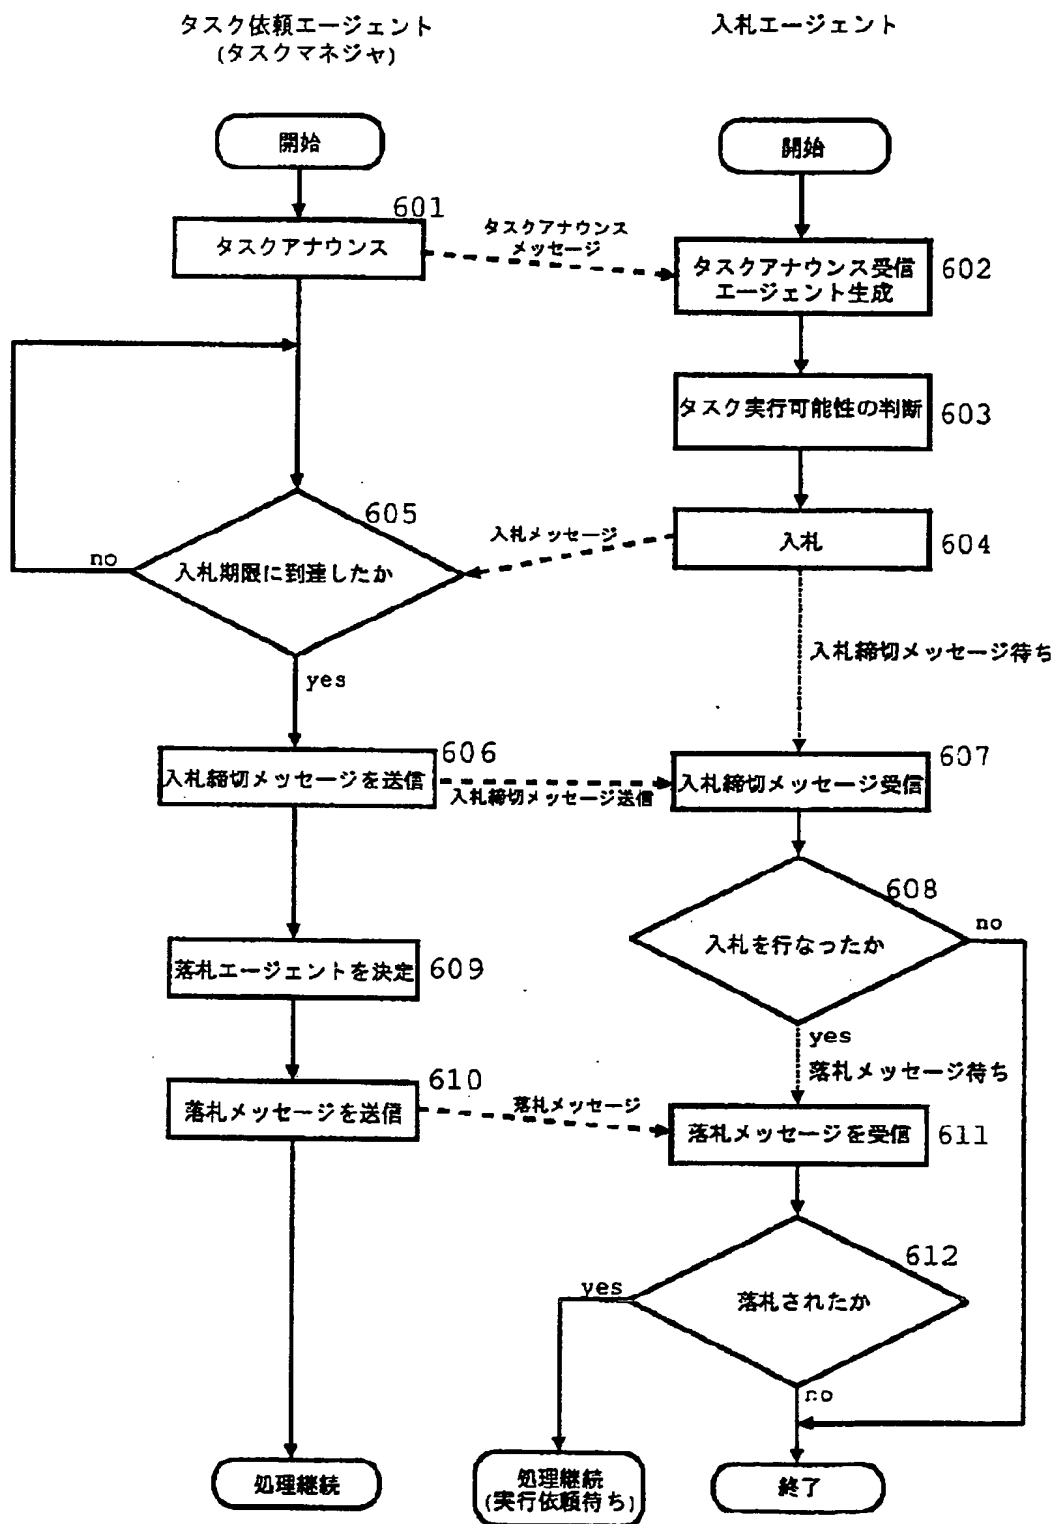 タスク依頼エージェント
(タスクマネジャ)
入札エージェント
開始
開始
601
タスクアナウンス
タスクアナウンス
メッセージ
タスクアナウンス受信
エージェント生成
602
タスク実行可能性の判断
603
605
no
入札期限に到達したか
入札メッセージ
入札
604
yes
入札締切メッセージ待ち
606
入札締切メッセージを送信
入札締切メッセージ送信
607
入札締切メッセージ受信
608
入札を行なったか
no
落札エージェントを決定
609
yes
落札メッセージ待ち
610
落札メッセージを送信
落札メッセージ
落札メッセージを受信
611
612
yes
落札されたか
no
処理継続
処理継続
(実行依頼待ち)
終了